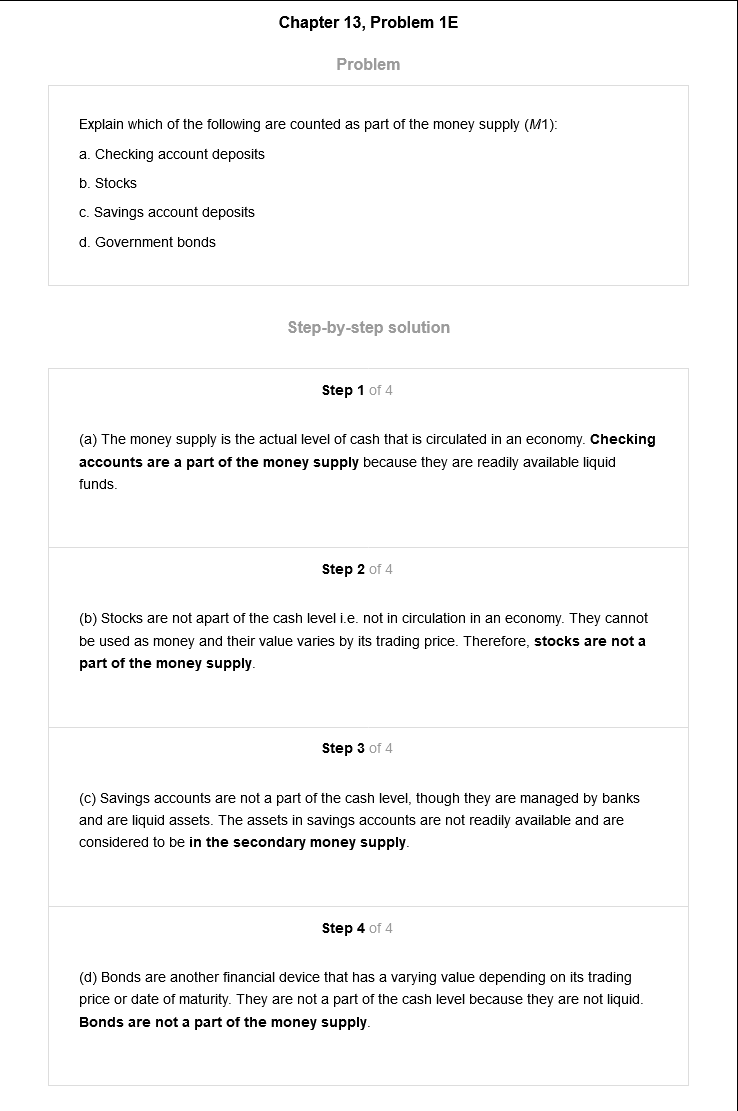 Chapter 13, Problem 1E
Problem
Explain which of the following are counted as part of the money supply (M1):
a. Checking account deposits
b. Stocks
c. Savings account deposits
d. Government bonds
Step-by-step solution
Step 1 of 4
(a) The money supply is the actual level of cash that is circulated in an economy. Checking
accounts are a part of the money supply because they are readily available liquid
funds.
Step 2 of 4
(b) Stocks are not apart of the cash level i.e. not in circulation in an economy. They cannot
be used as money and their value varies by its trading price. Therefore, stocks are not a
part of the money supply.
Step 3 of 4
(c) Savings accounts are not a part of the cash level, though they are managed by banks
and are liquid assets. The assets in savings accounts are not readily available and are
considered to be in the secondary money supply.
Step 4 of 4
(d) Bonds are another financial device that has a varying value depending on its trading
price or date of maturity. They are not a part of the cash level because they are not liquid.
Bonds are not a part of the money supply.